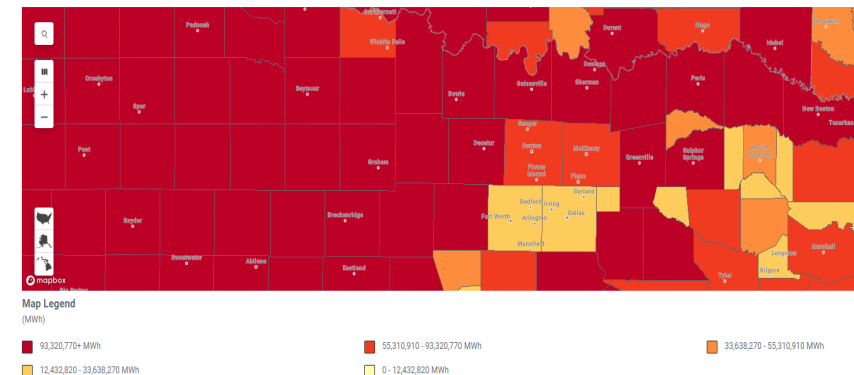 Paducah
Wichita Falls
Durant
Hugo
Idabel
Crosbyton
Seymour
Bowie
Gainesville
Denison
Sherman
Paris
New Boston
Spur
Post
Graham
Decatur
Sanger
Denton
McKinney
Flower
Mound
Plano
Greenville
Sulphur
Springs
Garland
Snyder
Breckenridge
Fort Worth
Bedford
Irving
Arlington
Dallas
Mansfield
Sweetwater
Abilene
Eastland
Tyler
Longview
Kilgore
Marshall
mapbox
Map Legend
(MWh)
93,320,770+ MWh
55,310,910 - 93,320,770 MWh
33,638,270 - 55,310,910 MWh
12,432,820 - 33,638,270 MWh
0 - 12,432,820 MWh